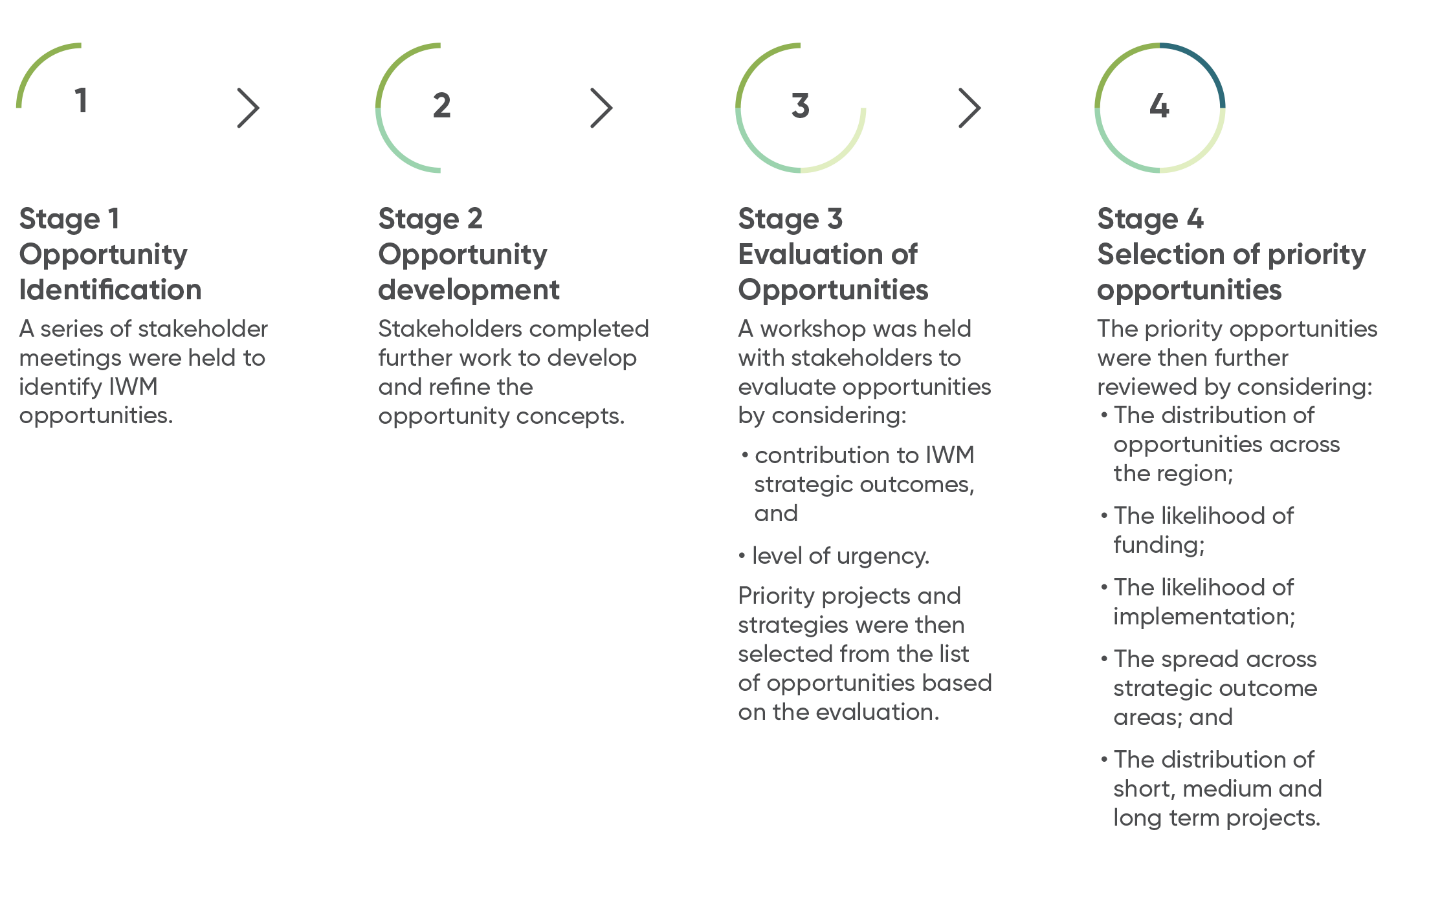 1
Stage 1
Opportunity
Identification
A series of stakeholder
meetings were held to
identify IWM
opportunities.
2
Stage 2
Opportunity
development
Stakeholders completed
further work to develop
and refine the
opportunity concepts.
3
Stage 3
Evaluation of
Opportunities
A workshop was held
with stakeholders to
evaluate opportunities
by considering:
• contribution to IWM
strategic outcomes,
and
• level of urgency.
Priority projects and
strategies were then
selected from the list
of opportunities based
on the evaluation.
4
Stage 4
Selection of priority
opportunities
The priority opportunities
were then further
reviewed by considering:
• The distribution of
opportunities across
the region;
• The likelihood of
funding;
• The likelihood of
implementation;
• The spread across
strategic outcome
areas; and
• The distribution of
short, medium and
long term projects.